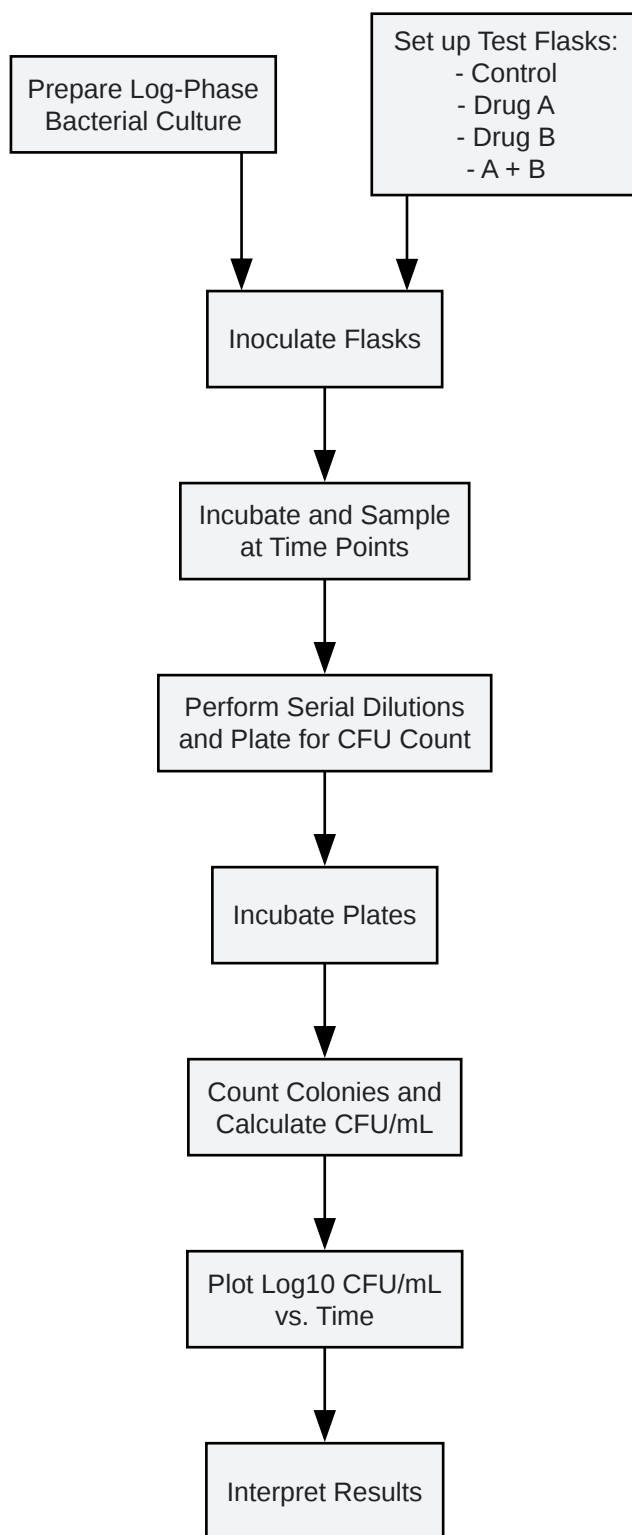 Prepare Log-Phase
Bacterial Culture
Set up Test Flasks:
- Control
- Drug A
- Drug B
- A + B
Inoculate Flasks
Incubate and Sample
at Time Points
Perform Serial Dilutions
and Plate for CFU Count
Incubate Plates
Count Colonies and
Calculate CFU/mL
Plot Log10 CFU/mL
vs. Time
Interpret Results